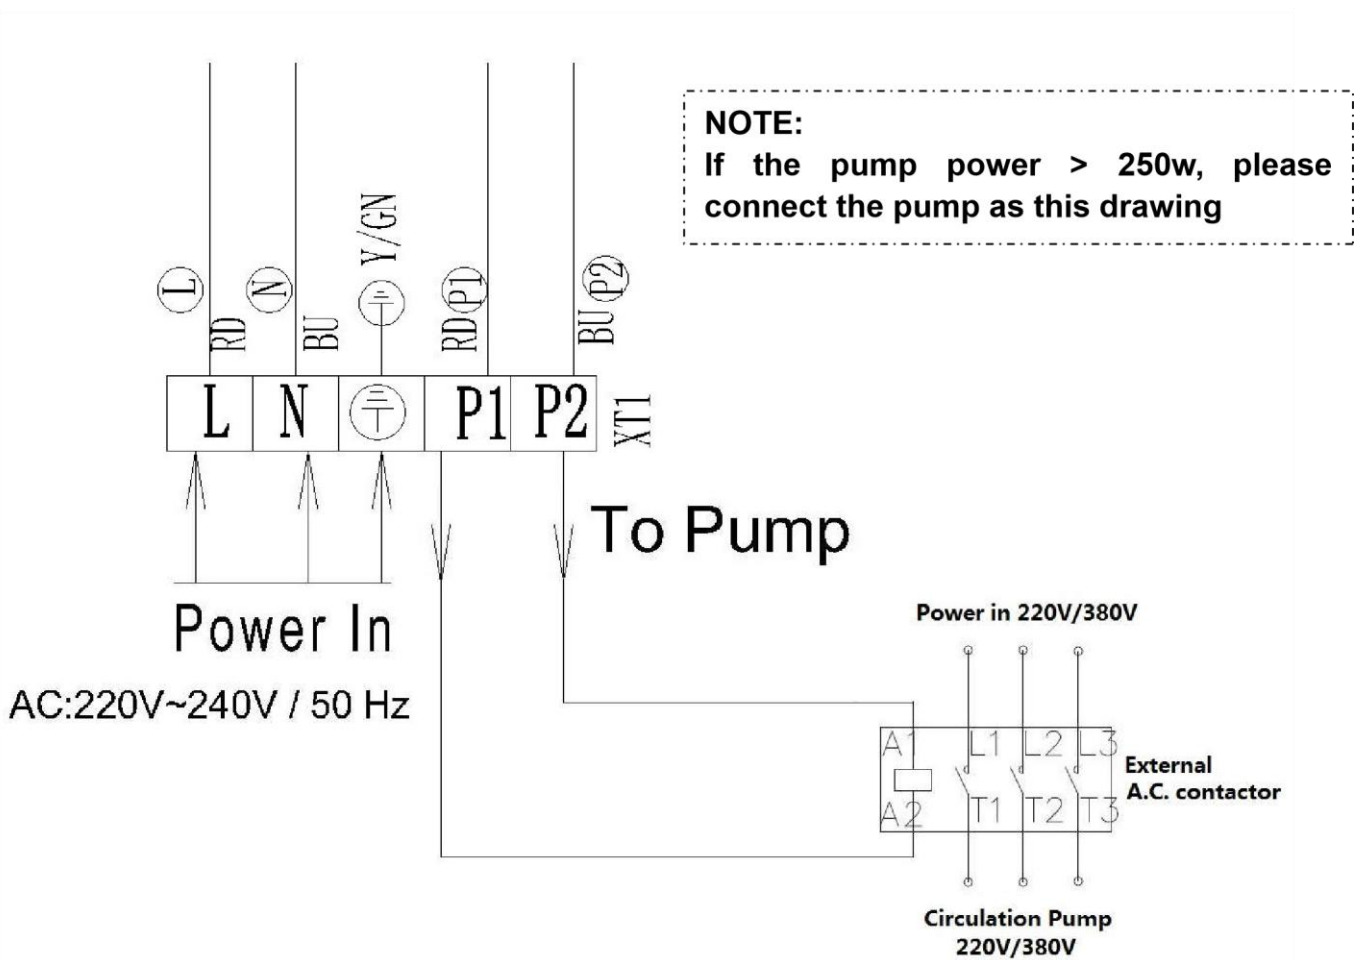 NOTE:
If the pump power > 250w, please
connect the pump as this drawing
L
RD
N
BU
Y/GN
RD
P1
BU
P2
L N P1 P2
XT1
To Pump
Power In
AC:220V~240V / 50 Hz
Power in 220V/380V
A1 L1 L2 L3
External
A.C. contactor
A2 T1 T2 T3
Circulation Pump
220V/380V